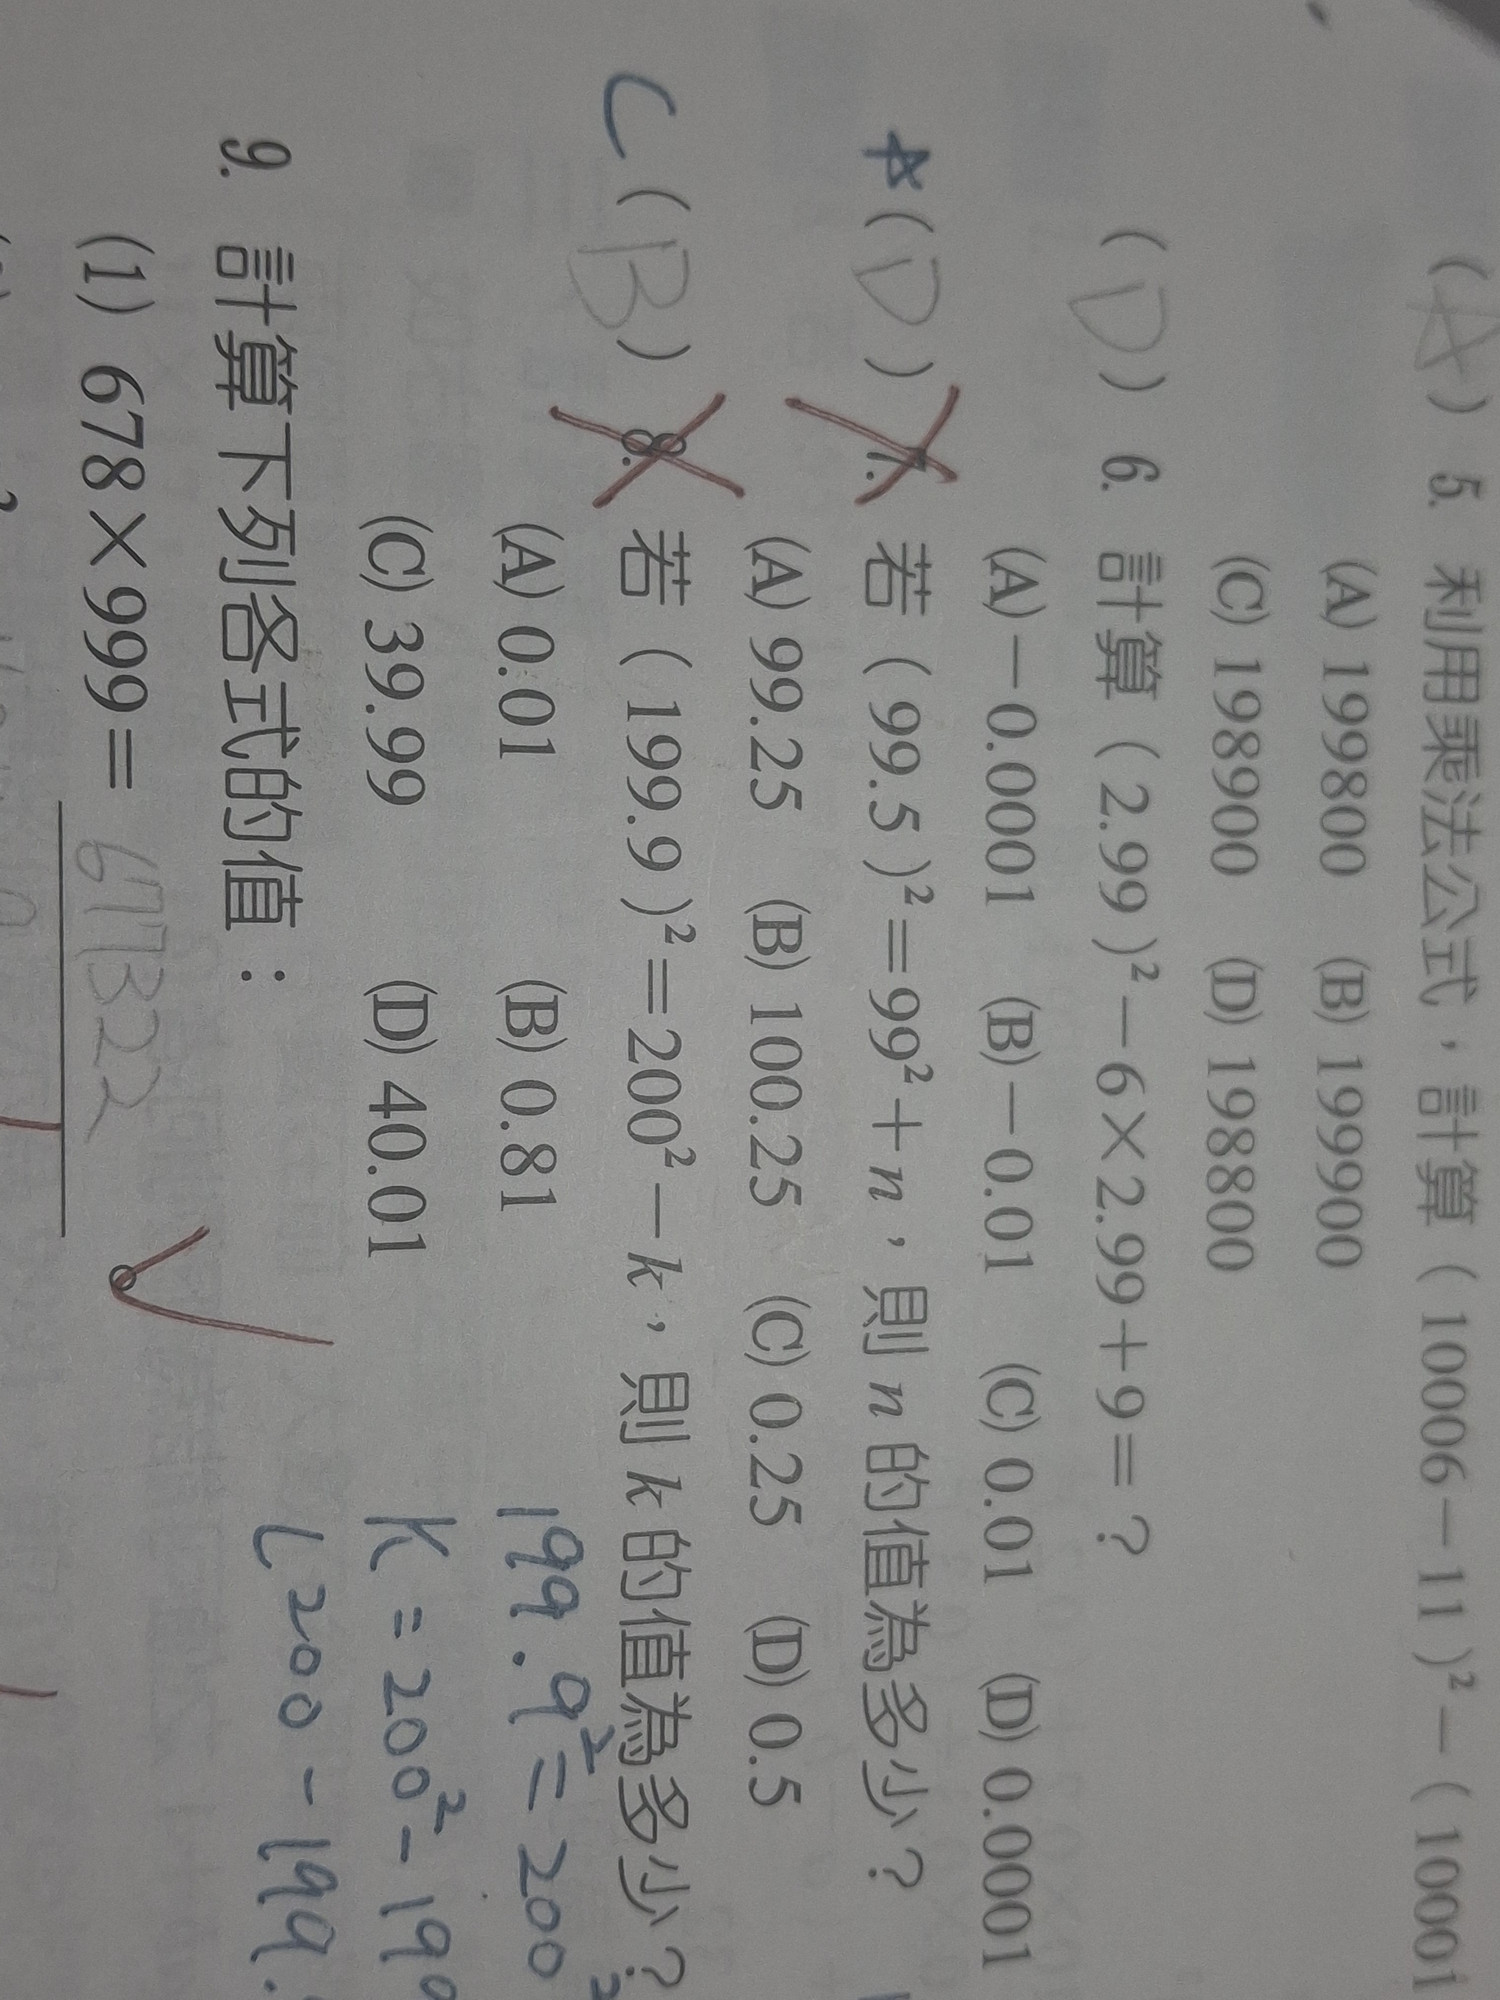 (A) 5. 利用乘法公式，計算（10006－11）²－（10001
(A) 199800 (B) 199900
(C) 198900 (D) 198800
(D) 6. 計算（2.99）²－6×2.99＋9＝？
(A)－0.0001 (B)－0.01 (C) 0.01 (D) 0.0001
☆(D) 7. 若（99.5）²＝99²＋n，則 n 的值為多少？
(A) 99.25 (B) 100.25 (C) 0.25 (D) 0.5
C (B) 8. 若（199.9）²＝200²－k，則 k 的值為多少？
(A) 0.01 (B) 0.81
(C) 39.99 (D) 40.01
199.9²＝200²
K＝200²－199
(200－199.
9. 計算下列各式的值：
(1) 678×999＝ 677322